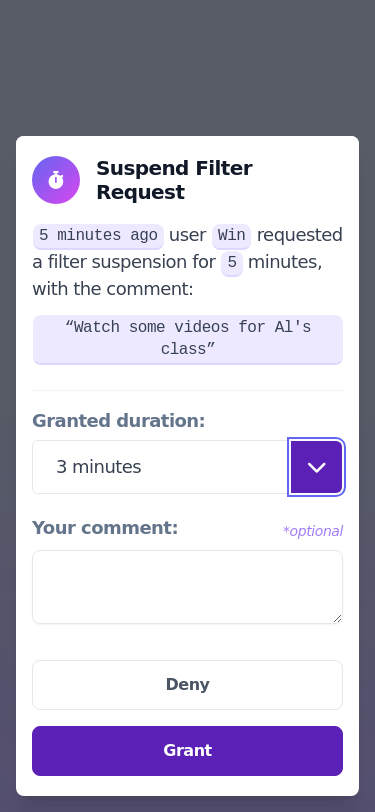 Suspend Filter
Request
5 minutes ago user Win requested
a filter suspension for 5 minutes,
with the comment:
“Watch some videos for Al's
class”
Granted duration:
3 minutes
Your comment:
*optional
Deny
Grant